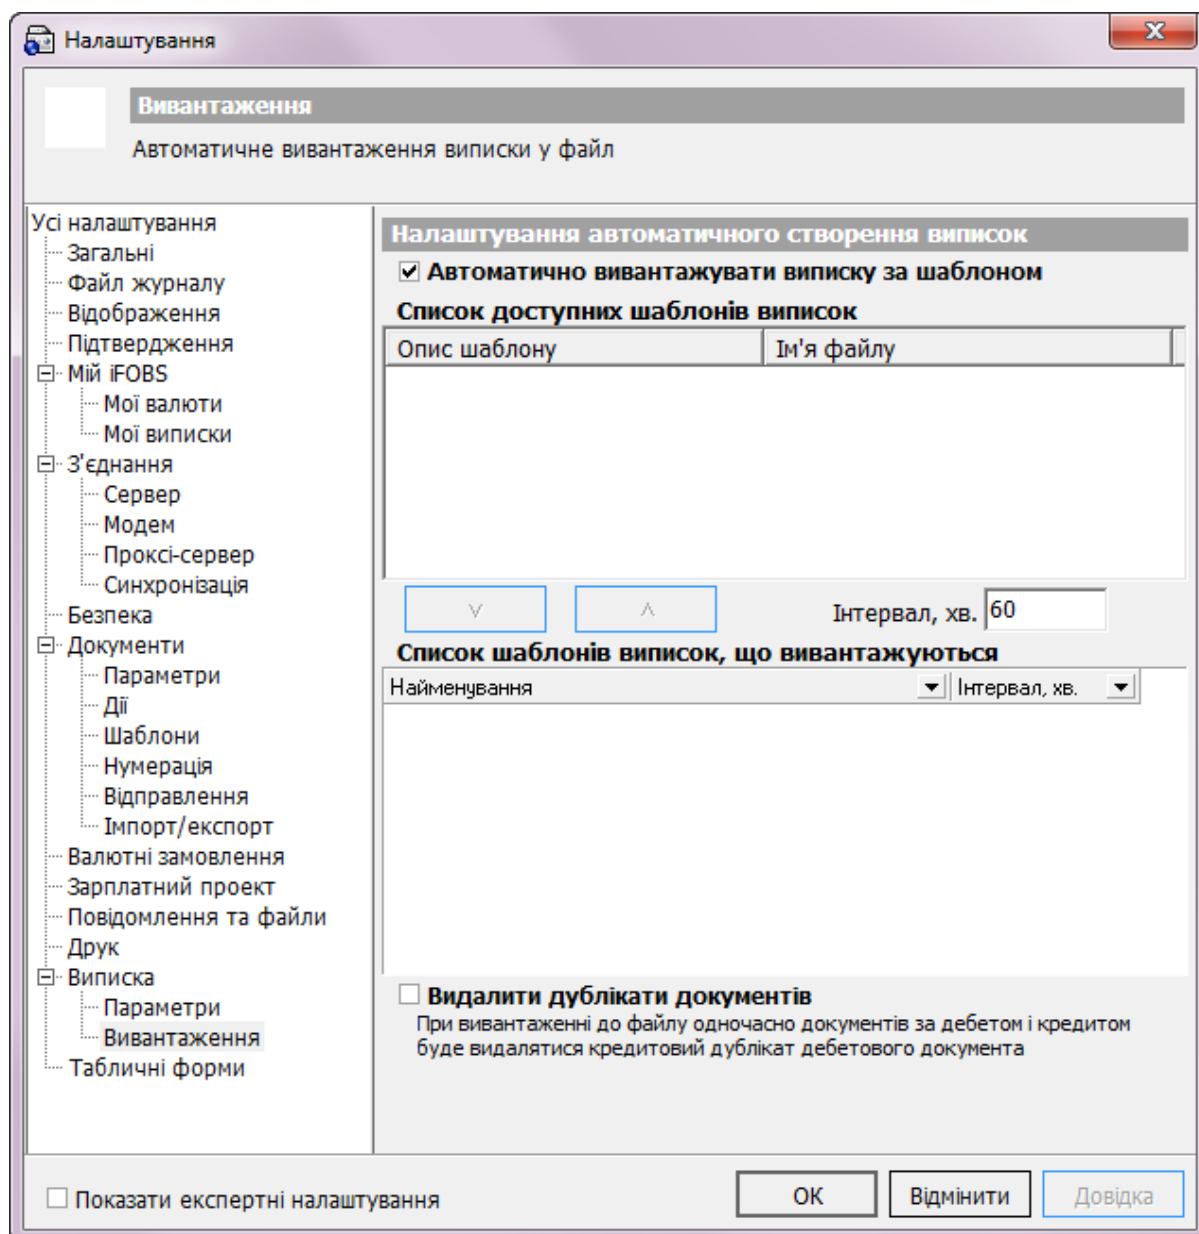 Налаштування
Вивантаження
Автоматичне вивантаження виписки у файл
Усі налаштування
Загальні
Файл журналу
Відображення
Підтвердження
Мій iFOBS
Мої валюти
Мої виписки
З'єднання
Сервер
Модем
Проксі-сервер
Синхронізація
Безпека
Документи
Параметри
Дії
Шаблони
Нумерація
Відправлення
Імпорт/експорт
Валютні замовлення
Зарплатний проект
Повідомлення та файли
Друк
Виписка
Параметри
Вивантаження
Табличні форми
Налаштування автоматичного створення виписок
Автоматично вивантажувати виписку за шаблоном
Список доступних шаблонів виписок
Опис шаблону Ім'я файлу
Інтервал, хв. 60
Список шаблонів виписок, що вивантажуються
Найменування Інтервал, хв.
Видалити дублікати документів
При вивантаженні до файлу одночасно документів за дебетом і кредитом
буде видалятися кредитовий дублікат дебетового документа
Показати експертні налаштування
ОК Відмінити Довідка